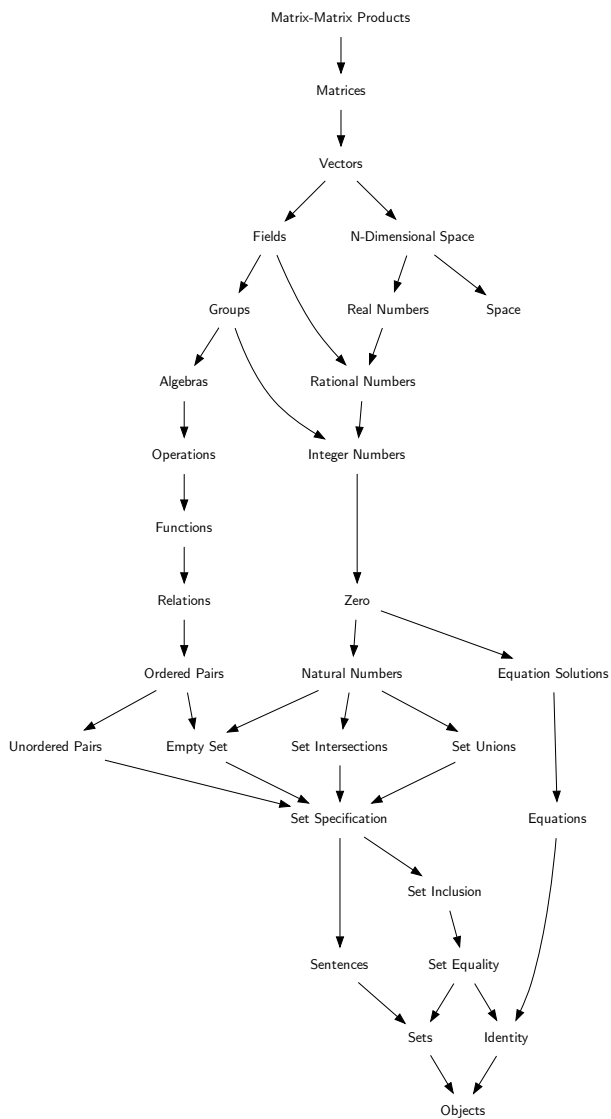 Matrix-Matrix Products
Matrices
Vectors
Fields
N-Dimensional Space
Groups
Real Numbers
Space
Algebras
Rational Numbers
Operations
Integer Numbers
Functions
Relations
Zero
Ordered Pairs
Natural Numbers
Equation Solutions
Unordered Pairs
Empty Set
Set Intersections
Set Unions
Set Specification
Equations
Set Inclusion
Sentences
Set Equality
Sets
Identity
Objects